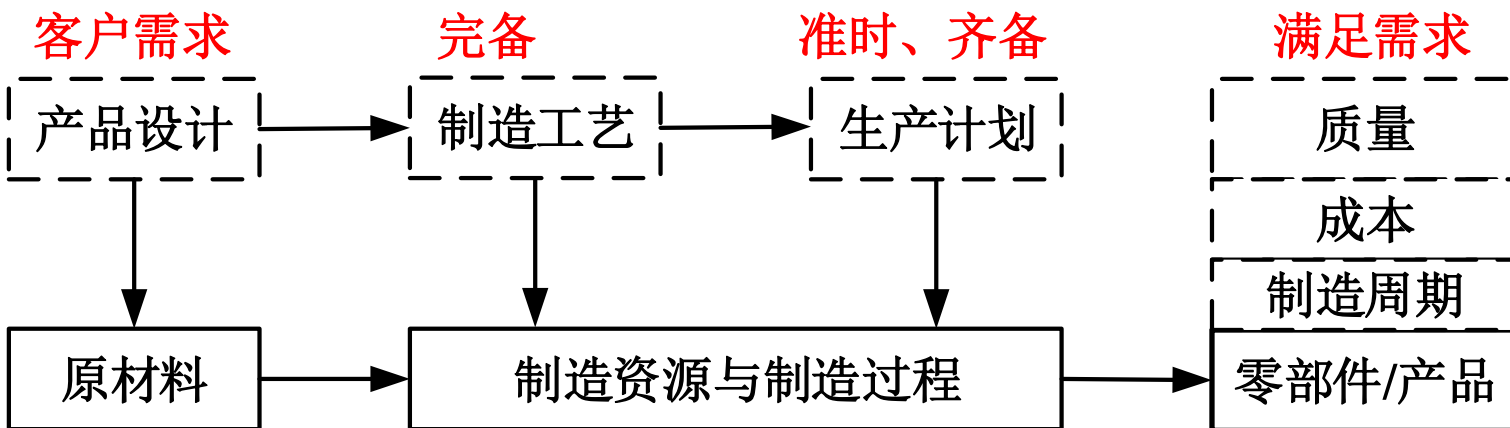 客户需求
完备
准时、齐备
满足需求
产品设计
制造工艺
生产计划
质量
成本
制造周期
原材料
制造资源与制造过程
零部件/产品